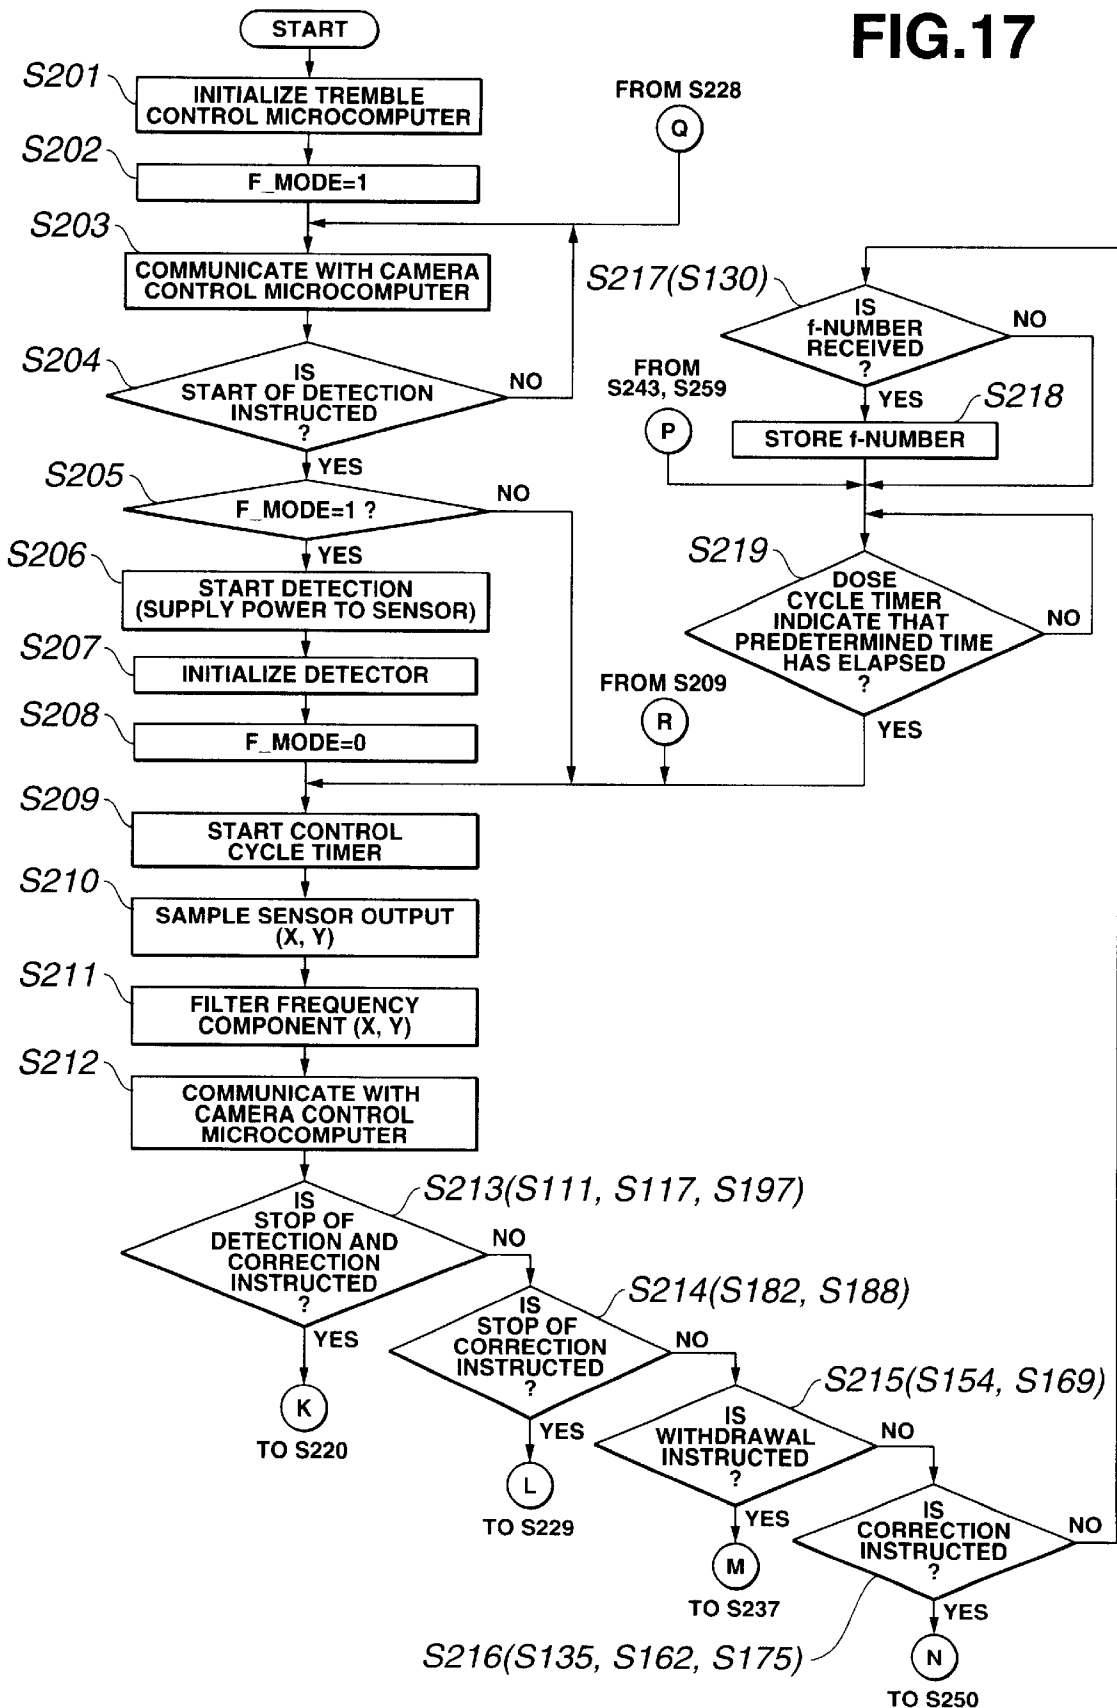 FIG.17
START
S201
INITIALIZE TREMBLE
CONTROL MICROCOMPUTER
S202
F_MODE=1
FROM S228
Q
S203
COMMUNICATE WITH CAMERA
CONTROL MICROCOMPUTER
S204
IS
START OF DETECTION
INSTRUCTED
?
NO
YES
S205
F_MODE=1 ?
NO
YES
S206
START DETECTION
(SUPPLY POWER TO SENSOR)
S207
INITIALIZE DETECTOR
S208
F_MODE=0
S217(S130)
IS
f-NUMBER
RECEIVED
?
NO
YES
S218
STORE f-NUMBER
FROM
S243, S259
P
S219
DOSE
CYCLE TIMER
INDICATE THAT
PREDETERMINED TIME
HAS ELAPSED
?
NO
YES
FROM S209
R
S209
START CONTROL
CYCLE TIMER
S210
SAMPLE SENSOR OUTPUT
(X, Y)
S211
FILTER FREQUENCY
COMPONENT (X, Y)
S212
COMMUNICATE WITH
CAMERA CONTROL
MICROCOMPUTER
S213(S111, S117, S197)
IS
STOP OF
DETECTION AND
CORRECTION
INSTRUCTED
?
NO
YES
K
TO S220
S214(S182, S188)
IS
STOP OF
CORRECTION
INSTRUCTED
?
NO
YES
L
TO S229
S215(S154, S169)
IS
WITHDRAWAL
INSTRUCTED
?
NO
YES
M
TO S237
IS
CORRECTION
INSTRUCTED
?
NO
YES
S216(S135, S162, S175)
N
TO S250